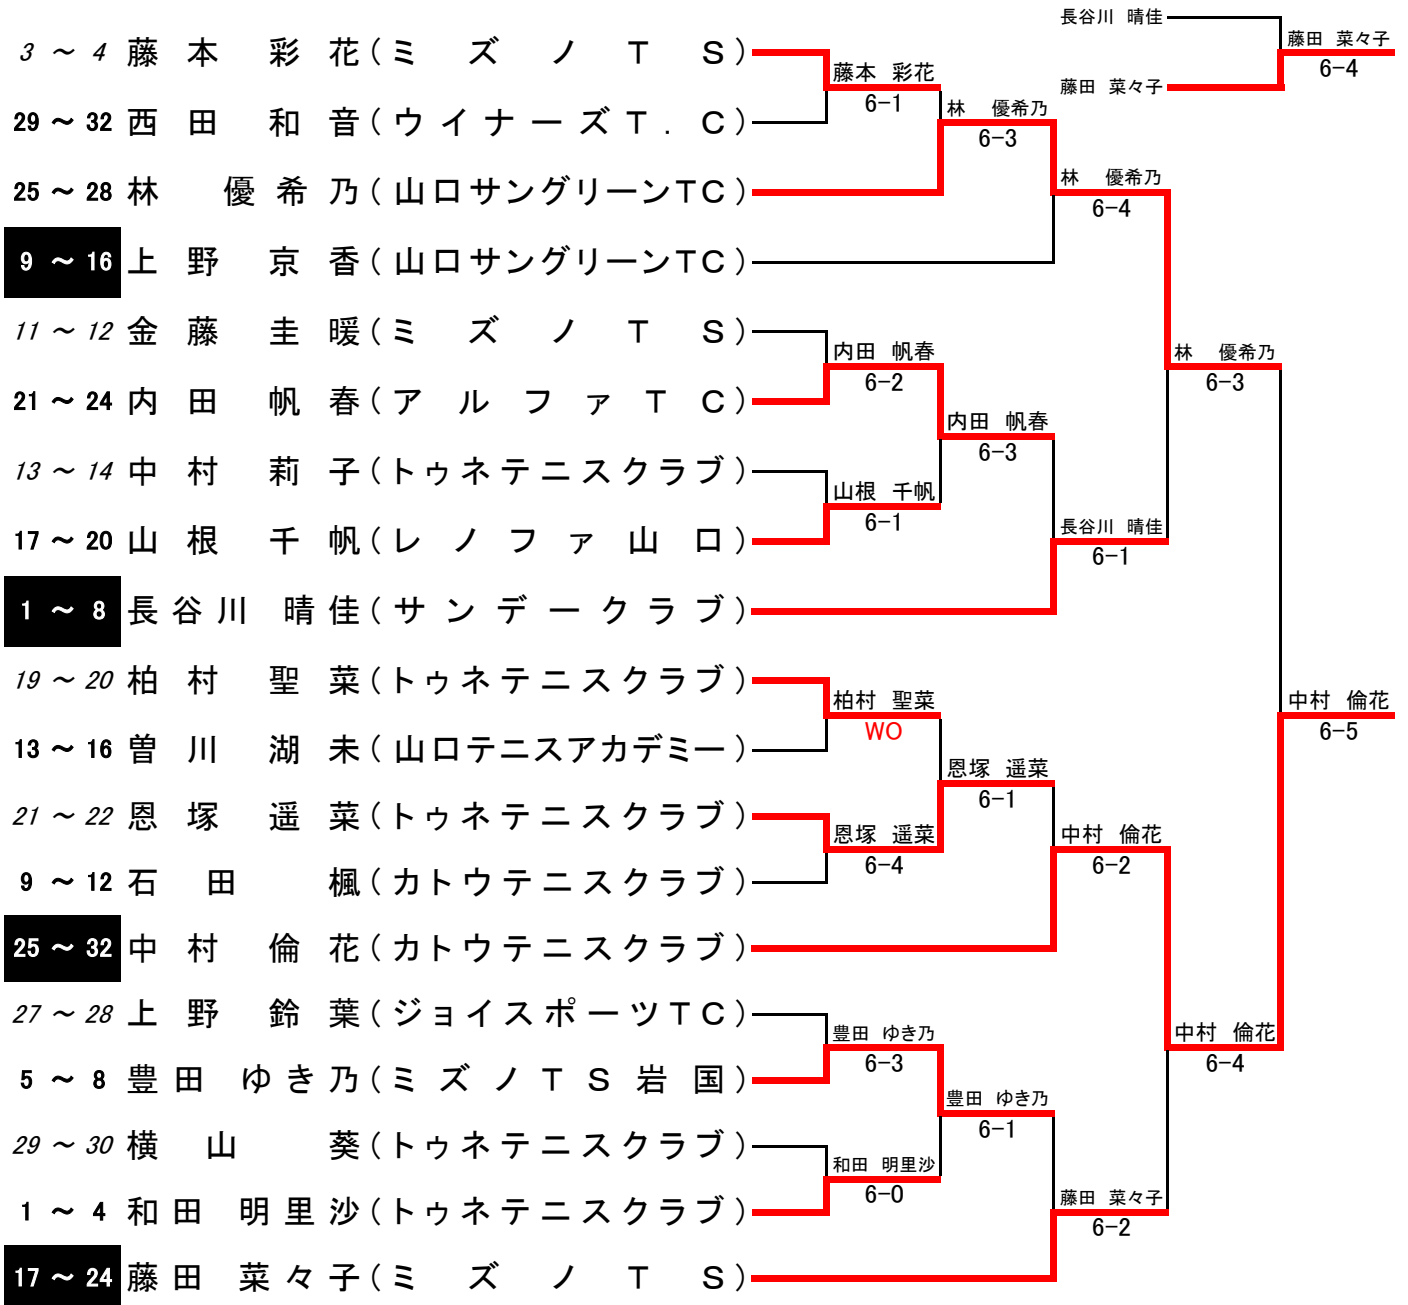 3 ～ 4 藤本 彩花(ミズノTS)
29 ～ 32 西田 和音(ウイナーズT．C)
25 ～ 28 林 優希乃(山口サングリーンTC)
9 ～ 16 上野 京香(山口サングリーンTC)
11 ～ 12 金藤 圭暖(ミズノTS)
21 ～ 24 内田 帆春(アルファTC)
13 ～ 14 中村 莉子(トゥネテニスクラブ)
17 ～ 20 山根 千帆(レノファ山口)
1 ～ 8 長谷川 晴佳(サンデークラブ)
19 ～ 20 柏村 聖菜(トゥネテニスクラブ)
13 ～ 16 曽川 湖未(山口テニスアカデミー)
21 ～ 22 恩塚 遥菜(トゥネテニスクラブ)
9 ～ 12 石田 楓(カトウテニスクラブ)
25 ～ 32 中村 倫花(カトウテニスクラブ)
27 ～ 28 上野 鈴葉(ジョイスポーツTC)
5 ～ 8 豊田 ゆき乃(ミズノTS岩国)
29 ～ 30 横山 葵(トゥネテニスクラブ)
1 ～ 4 和田 明里沙(トゥネテニスクラブ)
17 ～ 24 藤田 菜々子(ミズノTS)
藤本 彩花
6-1
内田 帆春
6-2
山根 千帆
6-1
柏村 聖菜
WO
恩塚 遥菜
6-4
豊田 ゆき乃
6-3
和田 明里沙
6-0
林 優希乃
6-3
内田 帆春
6-3
恩塚 遥菜
6-1
豊田 ゆき乃
6-1
林 優希乃
6-4
長谷川 晴佳
6-1
中村 倫花
6-2
藤田 菜々子
6-2
林 優希乃
6-3
中村 倫花
6-4
中村 倫花
6-5
長谷川 晴佳
藤田 菜々子
藤田 菜々子
6-4